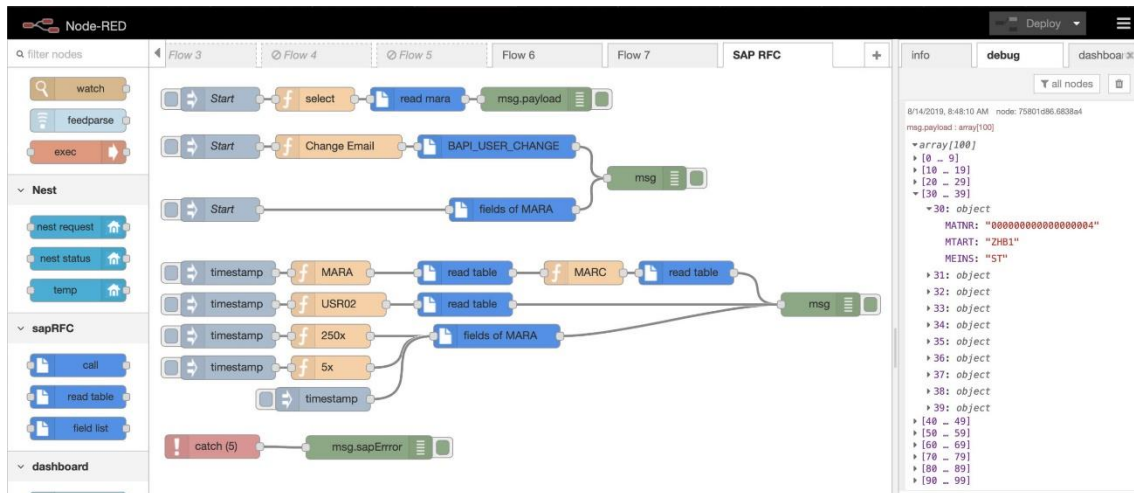 Node-RED
Deploy
filter nodes
Flow 3
Flow 4
Flow 5
Flow 6
Flow 7
SAP RFC
+
info
debug
dashboar
all nodes
watch
feedparse
exec
Nest
nest request
nest status
temp
sapRFC
call
read table
field list
dashboard
Start
select
read mara
msg.payload
Start
Change Email
BAPI_USER_CHANGE
msg
Start
fields of MARA
timestamp
MARA
read table
MARC
read table
timestamp
USR02
read table
msg
timestamp
250x
fields of MARA
timestamp
5x
timestamp
catch (5)
msg.sapErrror
8/14/2019, 8:48:10 AM node: 75801d86.6838a4
msg.payload : array[100]
array[100]
[0 … 9]
[10 … 19]
[20 … 29]
[30 … 39]
30: object
MATNR: "000000000000000004"
MTART: "ZHB1"
MEINS: "ST"
31: object
32: object
33: object
34: object
35: object
36: object
37: object
38: object
39: object
[40 … 49]
[50 … 59]
[60 … 69]
[70 … 79]
[80 … 89]
[90 … 99]